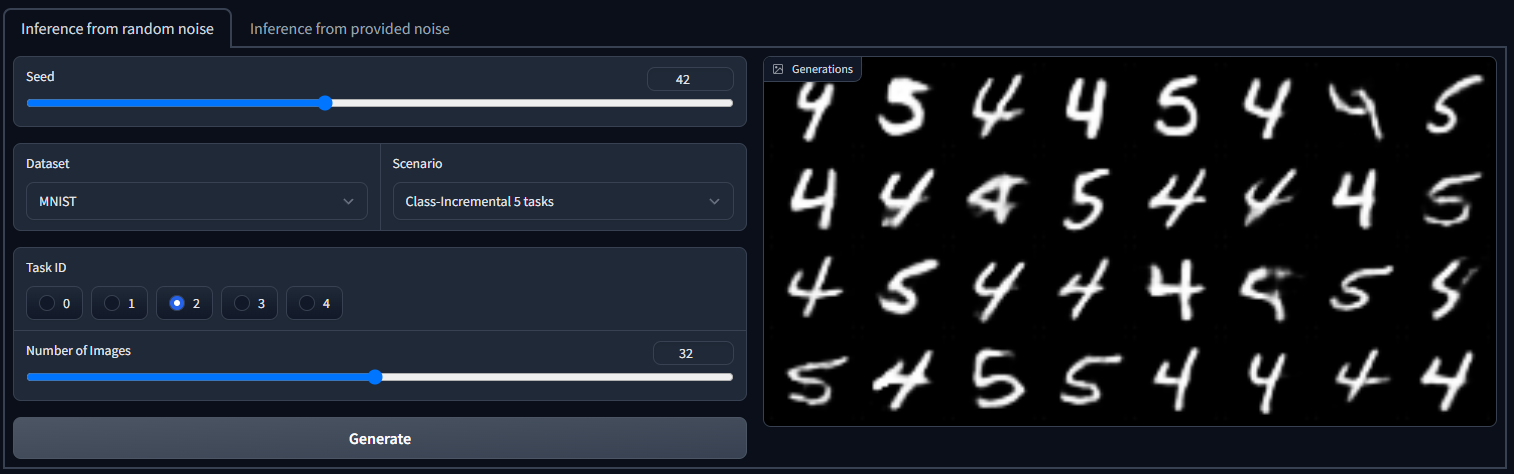 Inference from random noise
Inference from provided noise
Seed
42
Dataset
MNIST
Scenario
Class-Incremental 5 tasks
Task ID
0 1 2 3 4
Number of Images
32
Generate
Generations
4 5 4 4 5 4 4 5
4 4 4 5 4 4 4 5
4 5 4 4 4 5 5
5 4 5 5 4 4 4 4